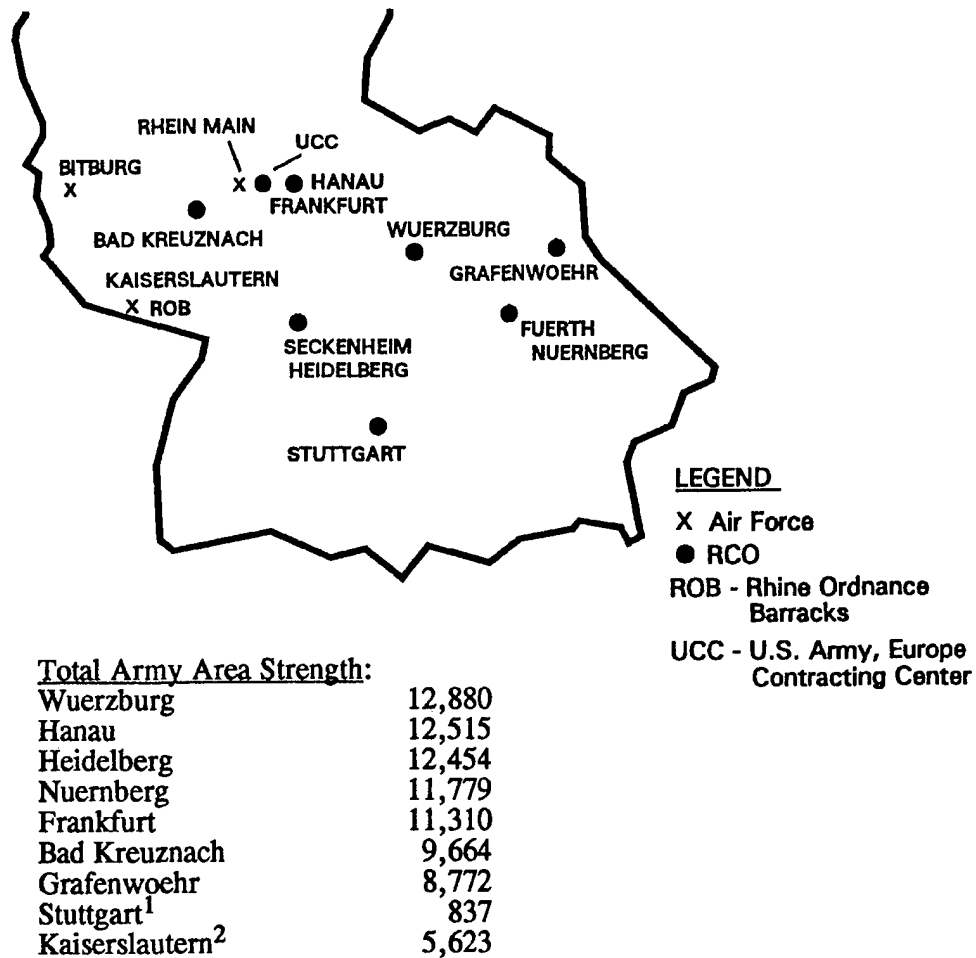 RHEIN MAIN
UCC
BITBURG
X
X
HANAU
FRANKFURT
BAD KREUZNACH
WUERZBURG
GRAFENWOEHR
KAISERSLAUTERN
X ROB
SECKENHEIM
HEIDELBERG
FUERTH
NUERNBERG
STUTTGART
LEGEND
X Air Force
● RCO
ROB - Rhine Ordnance
Barracks
UCC - U.S. Army, Europe
Contracting Center
Total Army Area Strength:
Wuerzburg 12,880
Hanau 12,515
Heidelberg 12,454
Nuernberg 11,779
Frankfurt 11,310
Bad Kreuznach 9,664
Grafenwoehr 8,772
Stuttgart¹ 837
Kaiserslautern² 5,623